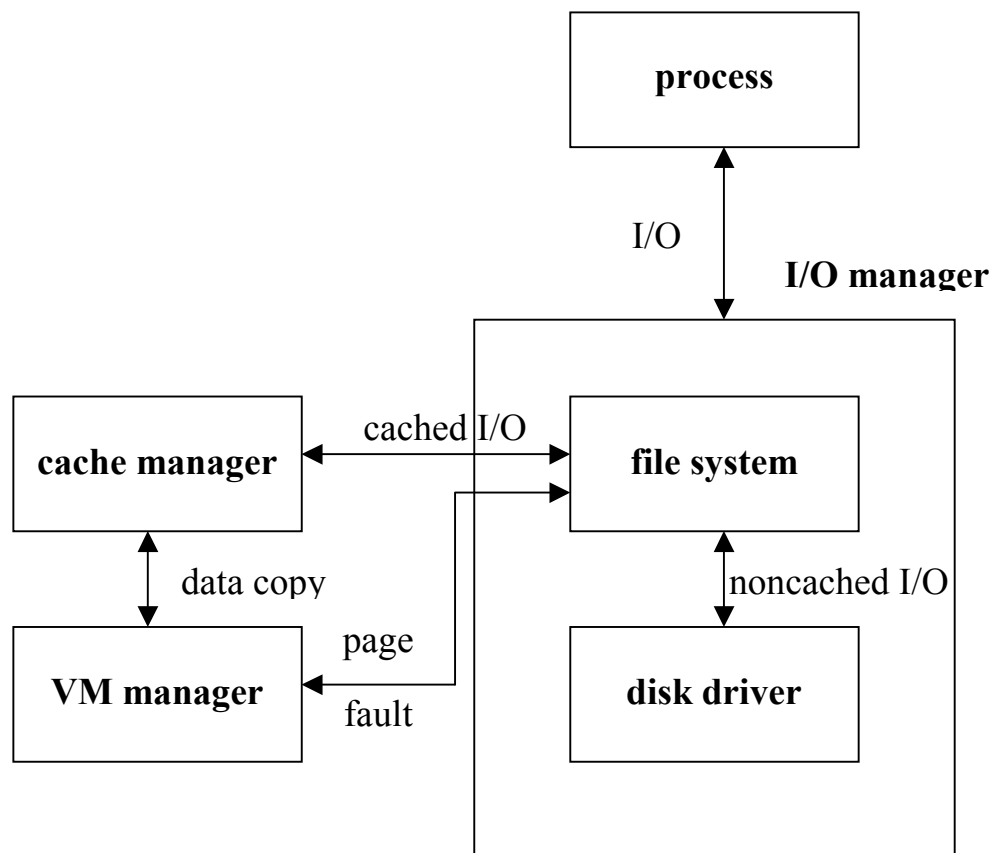 process
I/O
I/O manager
cached I/O
cache manager
file system
data copy
noncached I/O
page
VM manager
disk driver
fault